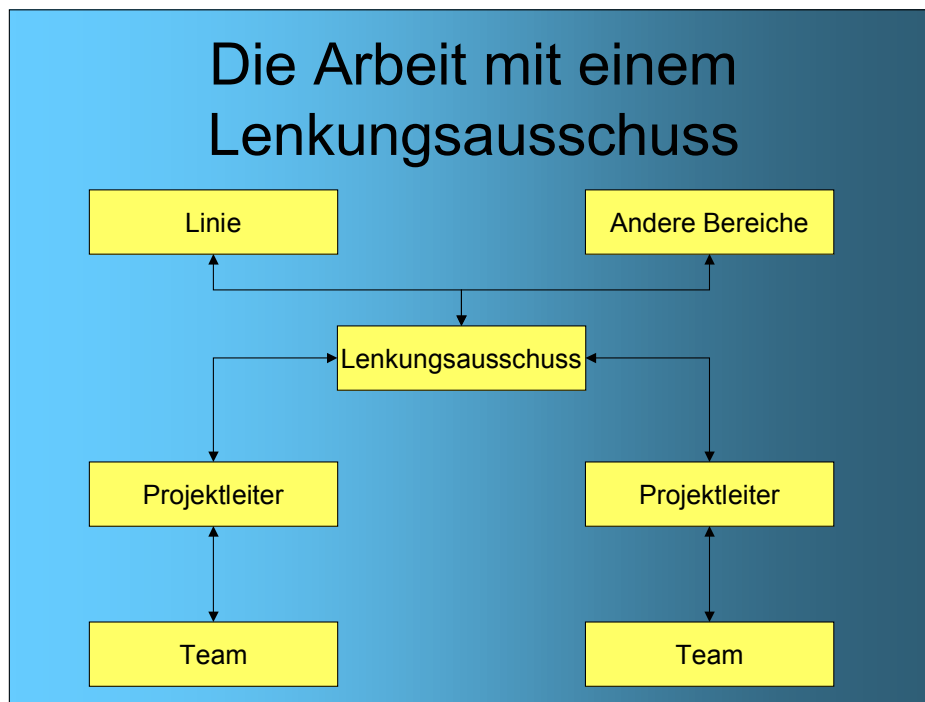 Die Arbeit mit einem
Lenkungsausschuss
Linie
Andere Bereiche
Lenkungsausschuss
Projektleiter
Projektleiter
Team
Team